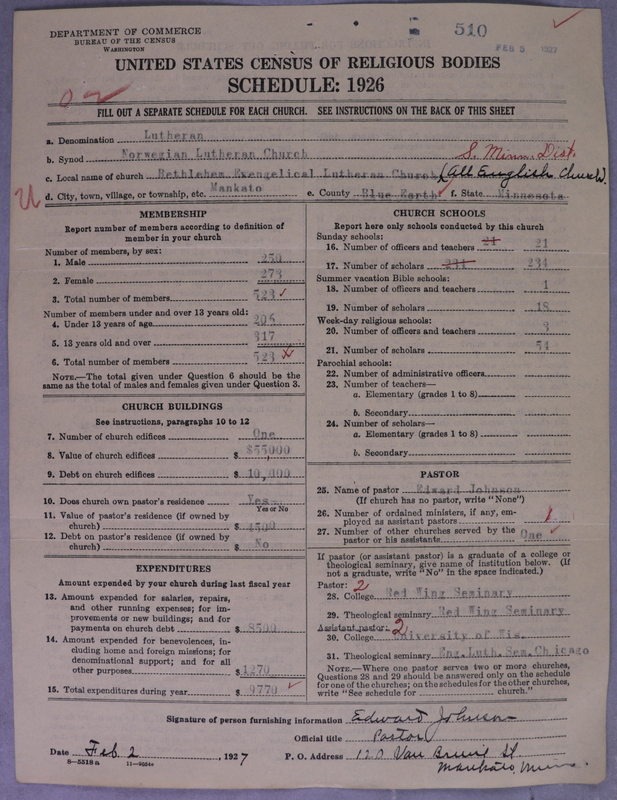 DEPARTMENT OF COMMERCE
BUREAU OF THE CENSUS
WASHINGTON
510
FEB 5 1927
UNITED STATES CENSUS OF RELIGIOUS BODIES
SCHEDULE: 1926
FILL OUT A SEPARATE SCHEDULE FOR EACH CHURCH. SEE INSTRUCTIONS ON THE BACK OF THIS SHEET
a. Denomination Lutheran
b. Synod Norwegian Lutheran Church S. Minn. Dist.
c. Local name of church Bethlehem Evangelical Lutheran Church (All English Church).
d. City, town, village, or township, etc. Mankato e. County Blue Earth f. State Minnesota
MEMBERSHIP
Report number of members according to definition of
member in your church
Number of members, by sex:
1. Male 250
2. Female 273
3. Total number of members 523 ✓
Number of members under and over 13 years old:
4. Under 13 years of age 206
5. 13 years old and over 317
6. Total number of members 523
NOTE.—The total given under Question 6 should be the
same as the total of males and females given under Question 3.
CHURCH BUILDINGS
See instructions, paragraphs 10 to 12
7. Number of church edifices One
8. Value of church edifices $55000
9. Debt on church edifices $ 10,000
10. Does church own pastor's residence Yes
Yes or No
11. Value of pastor's residence (if owned by
church) $ 4500
12. Debt on pastor's residence (if owned by
church) $ No
EXPENDITURES
Amount expended by your church during last fiscal year
13. Amount expended for salaries, repairs,
and other running expenses; for im-
provements or new buildings; and for
payments on church debt $ 8500
14. Amount expended for benevolences, in-
cluding home and foreign missions; for
denominational support; and for all
other purposes $1270
15. Total expenditures during year $ 9770 ✓
CHURCH SCHOOLS
Report here only schools conducted by this church
Sunday schools:
16. Number of officers and teachers 21 21
17. Number of scholars 234 234
Summer vacation Bible schools:
18. Number of officers and teachers 1
19. Number of scholars 18
Week-day religious schools:
20. Number of officers and teachers 3
21. Number of scholars 54
Parochial schools:
22. Number of administrative officers
23. Number of teachers—
a. Elementary (grades 1 to 8)
b. Secondary
24. Number of scholars—
a. Elementary (grades 1 to 8)
b. Secondary
PASTOR
25. Name of pastor Edward Johnson
(If church has no pastor, write "None")
26. Number of ordained ministers, if any, em-
ployed as assistant pastors
27. Number of other churches served by the
pastor or his assistants One
If pastor (or assistant pastor) is a graduate of a college or
theological seminary, give name of institution below. (If
not a graduate, write "No" in the space indicated.)
Pastor: 2
28. College Red Wing Seminary
29. Theological seminary Red Wing Seminary
Assistant pastor: 2
30. College University of Wis.
31. Theological seminary Eng. Luth. Sem. Chicago
NOTE.—Where one pastor serves two or more churches,
Questions 28 and 29 should be answered only on the schedule
for one of the churches; on the schedules for the other churches,
write "See schedule for church."
Signature of person furnishing information Edward Johnson
Official title Pastor
Date Feb. 2, 1927 P. O. Address 120 Van Brunt St.
8—5518 a 11—9054a Mankato, Minn.